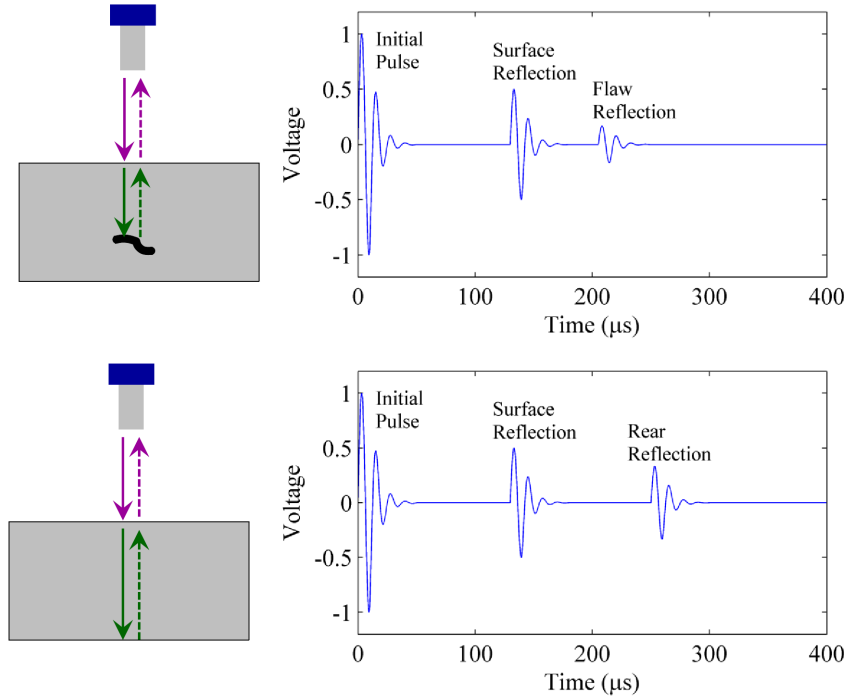 Initial
Pulse
Surface
Reflection
Flaw
Reflection
Voltage
1
0.5
0
-0.5
-1
0
100
200
300
400
Time (μs)
Initial
Pulse
Surface
Reflection
Rear
Reflection
Voltage
1
0.5
0
-0.5
-1
0
100
200
300
400
Time (μs)